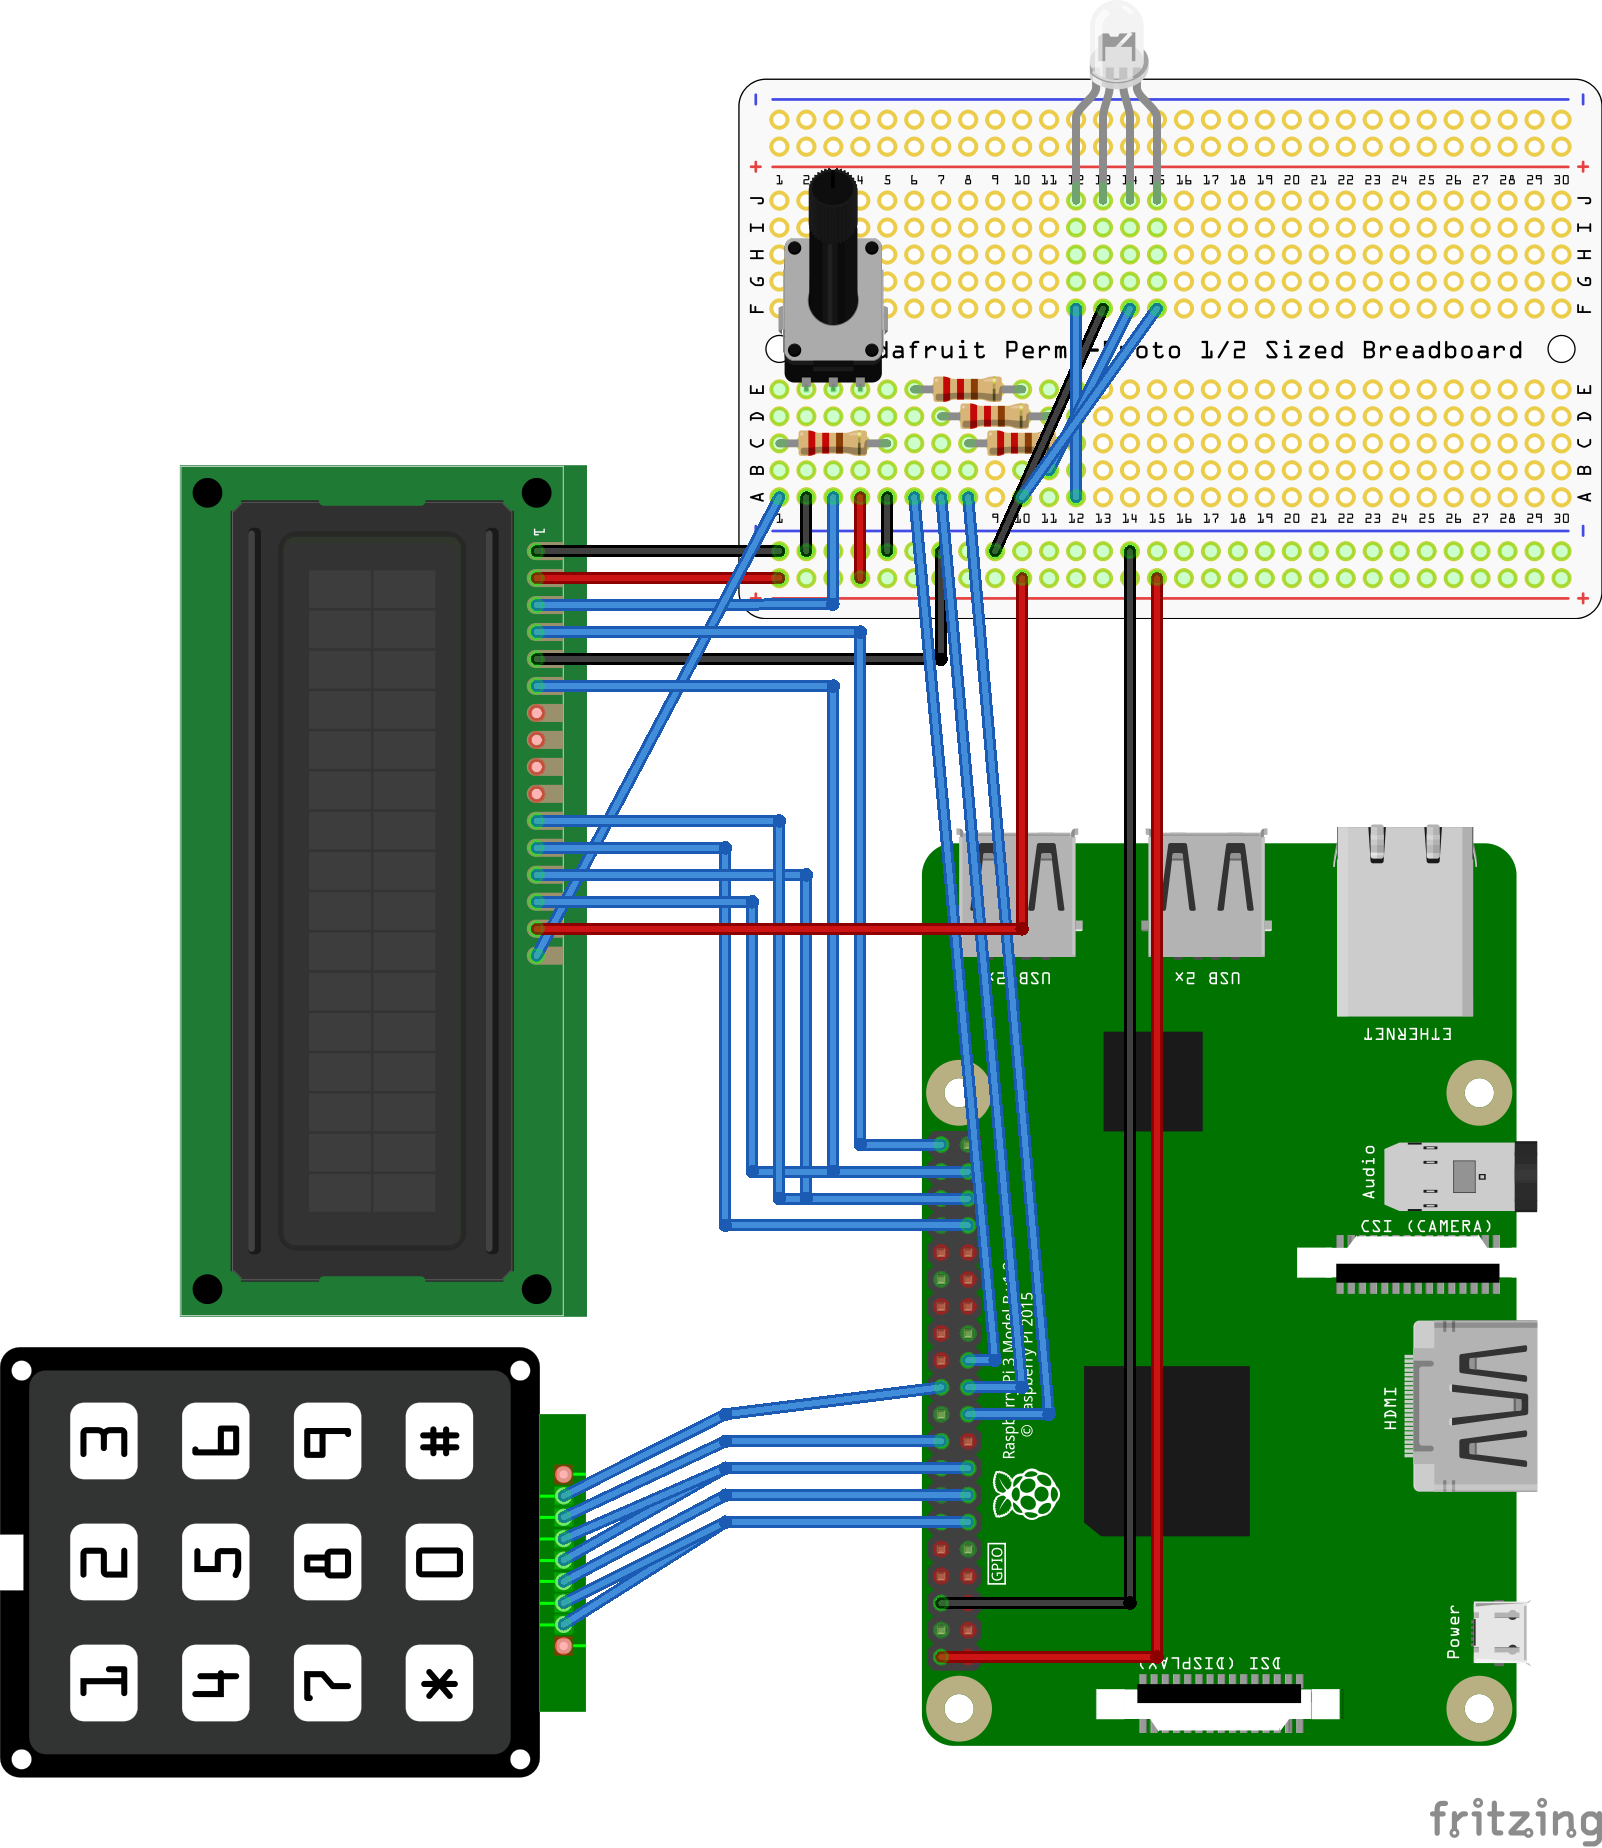 1 2 4 5 6 7 8 9 10 11 12 13 14 15 16 17 18 19 20 21 22 23 24 25 26 27 28 29 30
J J
I I
H H
G G
F F
dafruit Perma-Proto 1/2 Sized Breadboard
E E
D D
C C
B B
A A
1 9 10 11 12 13 14 15 16 17 18 19 20 21 22 23 24 25 26 27 28 29 30
1
USB 2x
USB 2x
ETHERNET
Audio
CSI (CAMERA)
HDMI
Raspberry Pi 3 Model B
© Raspberry Pi 2015
GPIO
Power
DSI (DISPLAY)
3 6 9 #
2 5 8 0
1 4 7 *
fritzing